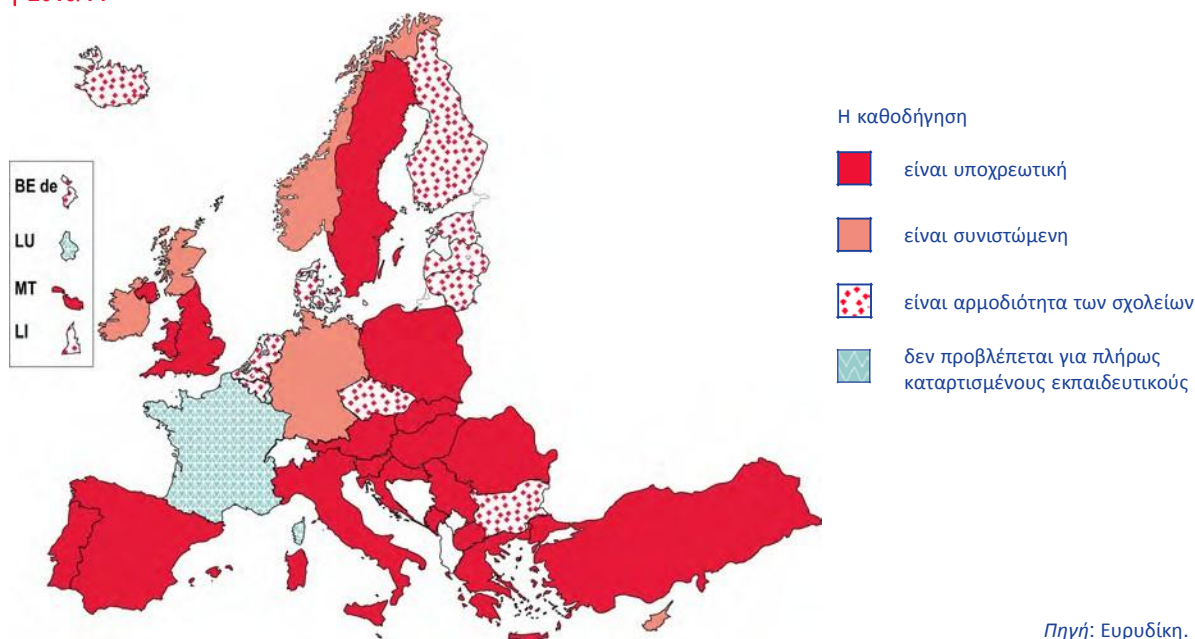 BE de
LU
MT
LI
Η καθοδήγηση
είναι υποχρεωτική
είναι συνιστώμενη
είναι αρμοδιότητα των σχολείων
δεν προβλέπεται για πλήρως
καταρτισμένους εκπαιδευτικούς
Πηγή: Ευρυδίκη.